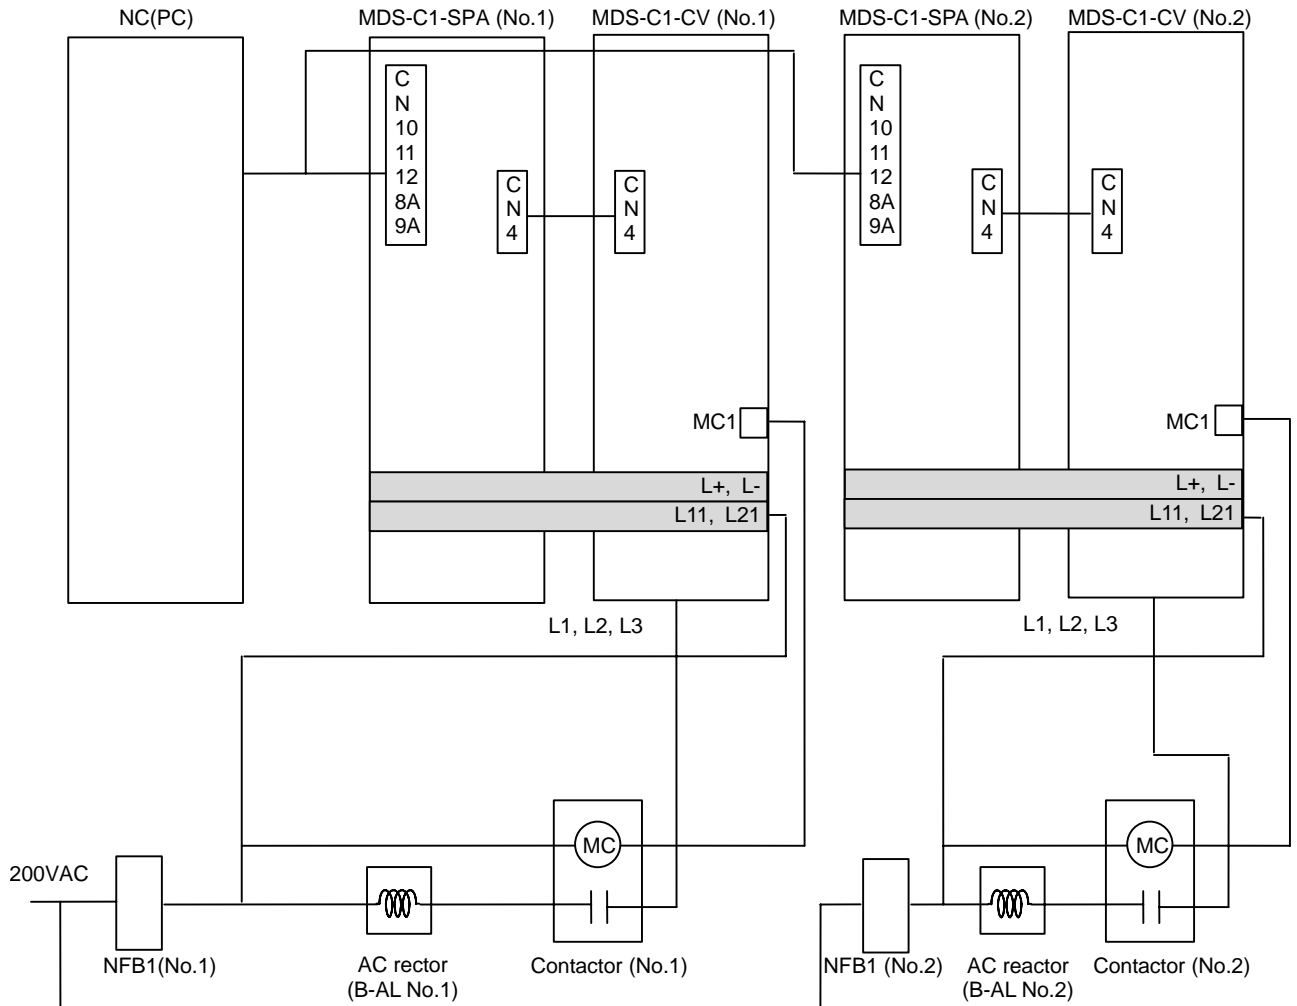 NC(PC)
MDS-C1-SPA (No.1)
MDS-C1-CV (No.1)
MDS-C1-SPA (No.2)
MDS-C1-CV (No.2)
C
N
10
11
12
8A
9A
C
N
4
C
N
4
C
N
10
11
12
8A
9A
C
N
4
C
N
4
MC1
MC1
L+, L-
L11, L21
L+, L-
L11, L21
L1, L2, L3
L1, L2, L3
MC
MC
200VAC
NFB1(No.1)
AC rector
(B-AL No.1)
Contactor (No.1)
NFB1 (No.2)
AC reactor
(B-AL No.2)
Contactor (No.2)